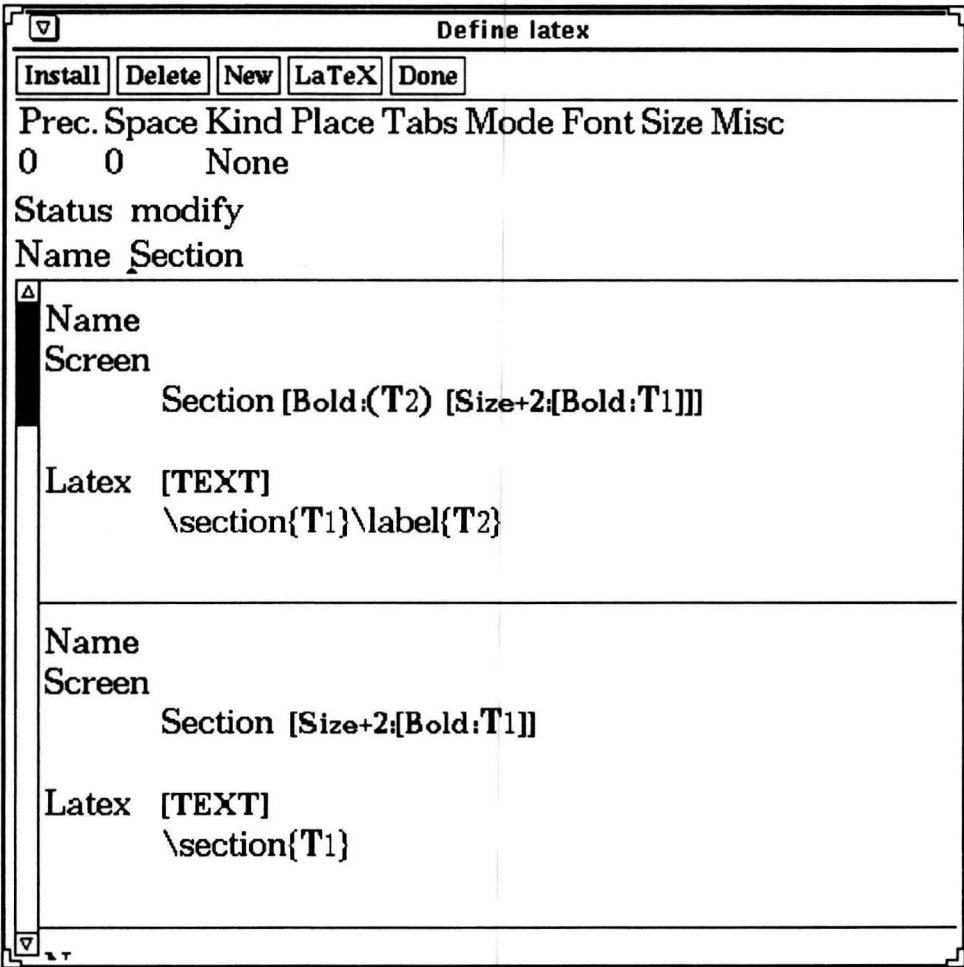 Define latex
Install Delete New LaTeX Done
Prec. Space Kind Place Tabs Mode Font Size Misc
0 0 None
Status modify
Name Section
Name
Screen
Section [Bold:(T2) [Size+2:[Bold:T1]]]
Latex [TEXT]
\section{T1}\label{T2}
Name
Screen
Section [Size+2:[Bold:T1]]
Latex [TEXT]
\section{T1}